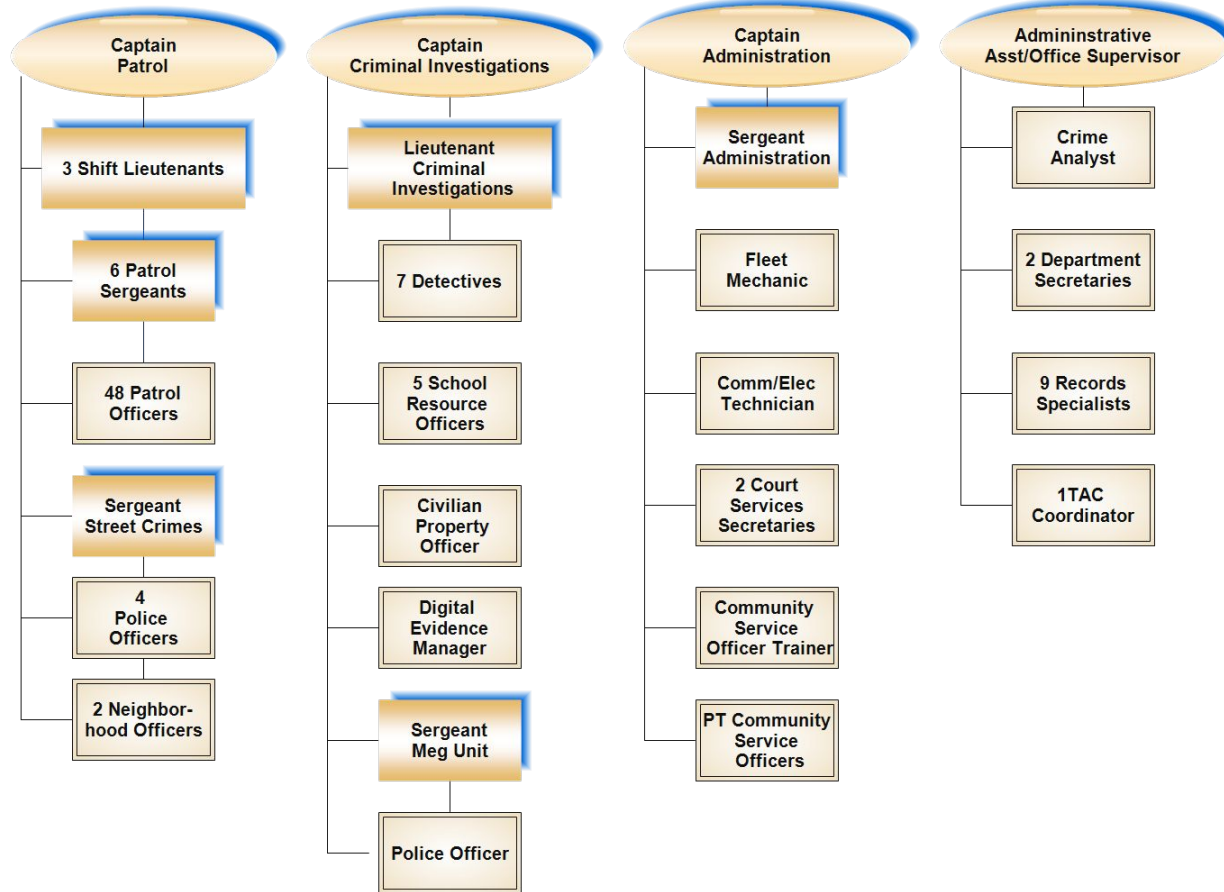 Captain
Patrol
3 Shift Lieutenants
6 Patrol
Sergeants
48 Patrol
Officers
Sergeant
Street Crimes
4
Police
Officers
2 Neighbor-
hood Officers
Captain
Criminal Investigations
Lieutenant
Criminal
Investigations
7 Detectives
5 School
Resource
Officers
Civilian
Property
Officer
Digital
Evidence
Manager
Sergeant
Meg Unit
Police Officer
Captain
Administration
Sergeant
Administration
Fleet
Mechanic
Comm/Elec
Technician
2 Court
Services
Secretaries
Community
Service
Officer Trainer
PT Community
Service
Officers
Admininstrative
Asst/Office Supervisor
Crime
Analyst
2 Department
Secretaries
9 Records
Specialists
1TAC
Coordinator